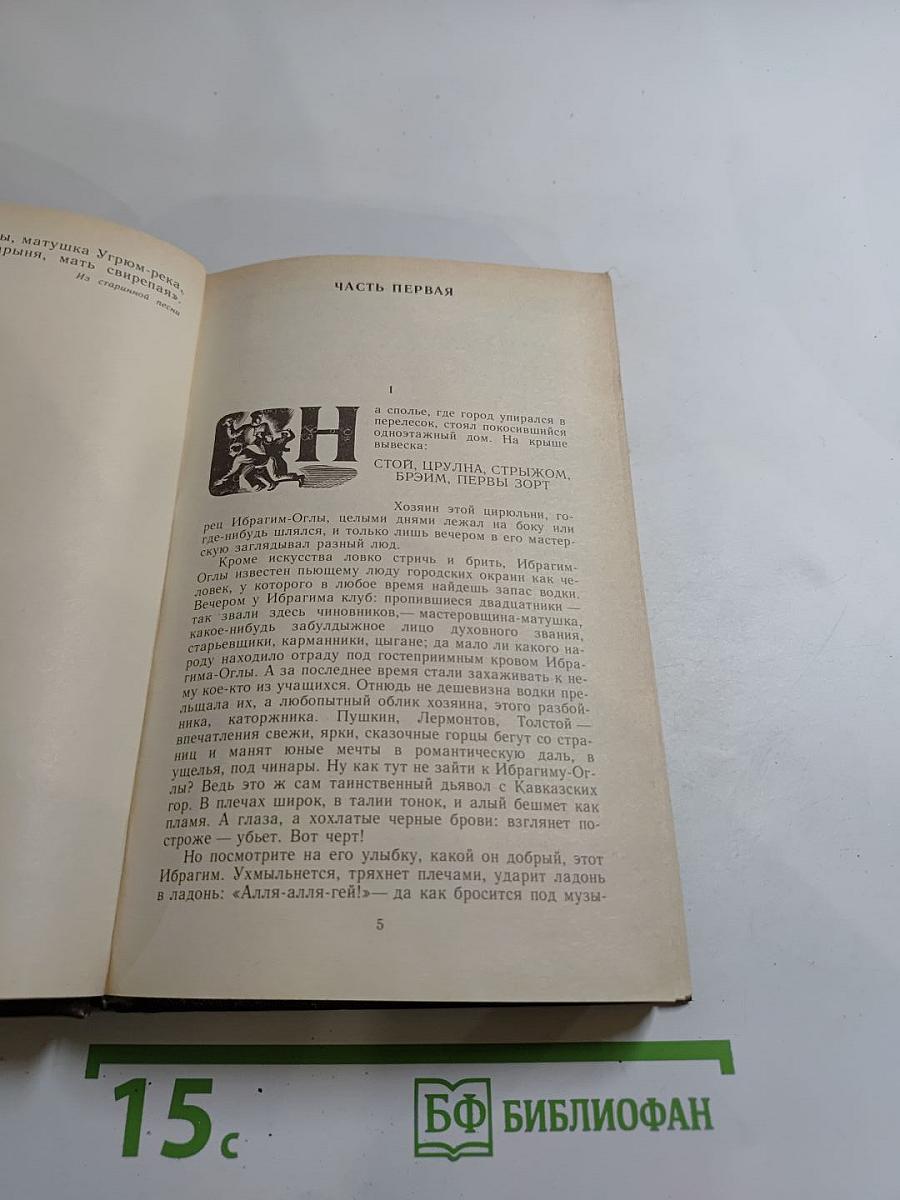 ы, матушка Угрюм-река,
арыня, мать свирепая».
Из старинной песни
ЧАСТЬ ПЕРВАЯ
I
На сполье, где город упирался в
перелесок, стоял покосившийся
одноэтажный дом. На крыше
вывеска:
СТОЙ, ЦРУЛНА, СТРЫЖОМ,
БРЭИМ, ПЕРВЫ ЗОРТ
Хозяин этой цирюльни, го-
рец Ибрагим-Оглы, целыми днями лежал на боку или
где-нибудь шлялся, и только лишь вечером в его мастер-
скую заглядывал разный люд.
Кроме искусства ловко стричь и брить, Ибрагим-
Оглы известен пьющему люду городских окраин как че-
ловек, у которого в любое время найдешь запас водки.
Вечером у Ибрагима клуб: пропившиеся двадцатники —
так звали здесь чиновников,— мастеровщина-матушка,
какое-нибудь забулдыжное лицо духовного звания,
старьевщики, карманники, цыгане; да мало ли какого на-
роду находило отраду под гостеприимным кровом Ибра-
гима-Оглы. А за последнее время стали захаживать к не-
му кое-кто из учащихся. Отнюдь не дешевизна водки пре-
льщала их, а любопытный облик хозяина, этого разбой-
ника, каторжника. Пушкин, Лермонтов, Толстой —
впечатления свежи, ярки, сказочные горцы бегут со стра-
ниц и манят юные мечты в романтическую даль, в
ущелья, под чинары. Ну как тут не зайти к Ибрагиму-Ог-
лы? Ведь это ж сам таинственный дьявол с Кавказских
гор. В плечах широк, в талии тонок, и алый бешмет как
пламя. А глаза, а хохлатые черные брови: взглянет по-
строже — убьет. Вот черт!
Но посмотрите на его улыбку, какой он добрый, этот
Ибрагим. Ухмыльнется, тряхнет плечами, ударит ладонь
в ладонь: «Алля-алля-гей!»— да как бросится под музы-
5
15 с
БФ БИБЛИОФАН